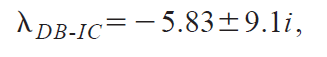 λ_DB-IC = − 5.83 ± 9.1i,